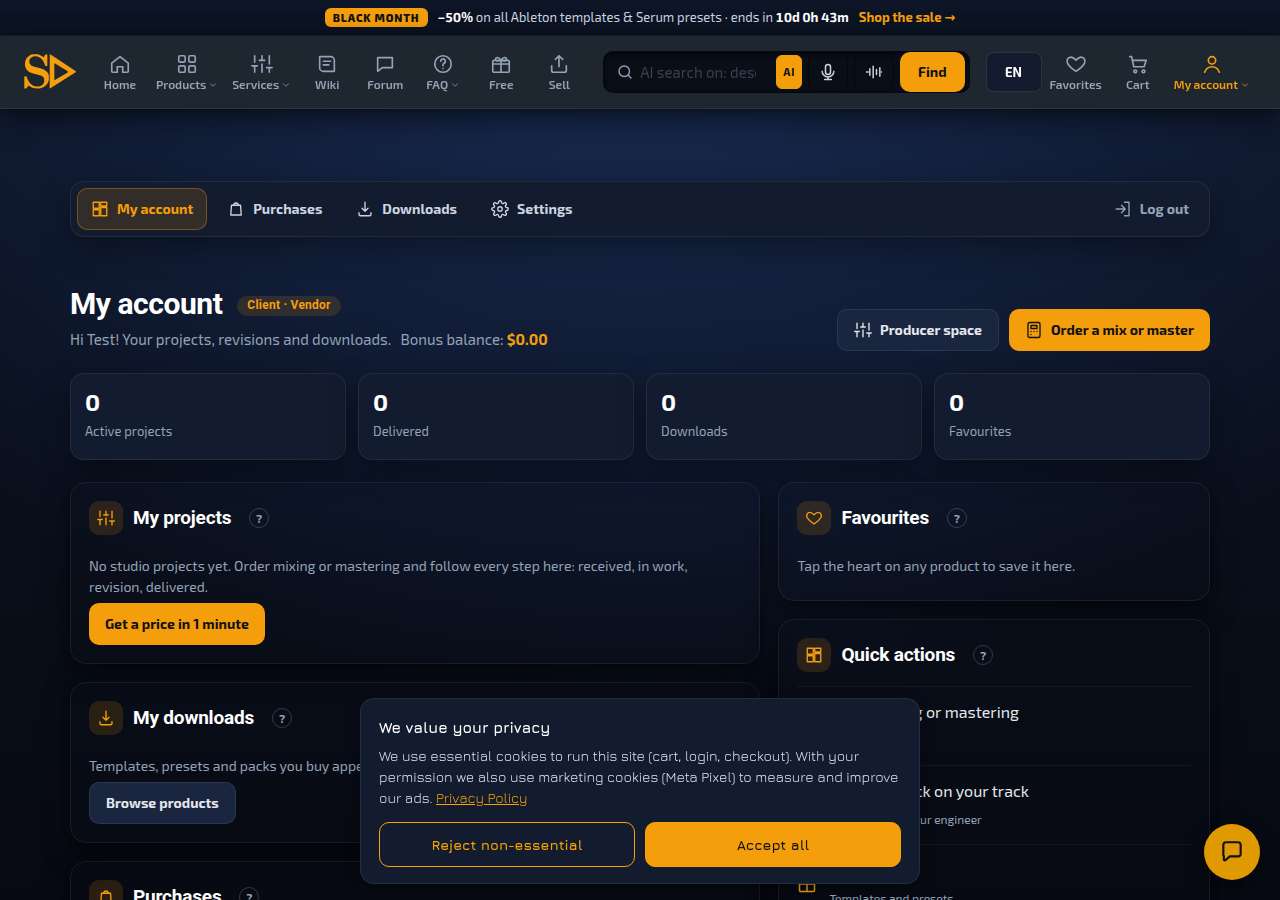 BLACK MONTH −50% on all Ableton templates & Serum presets · ends in 10d 0h 43m Shop the sale →
Home Products Services Wiki Forum FAQ Free Sell AI search on: des AI Find EN Favorites Cart My account
My account Purchases Downloads Settings Log out
My account Client · Vendor
Hi Test! Your projects, revisions and downloads. Bonus balance: $0.00
Producer space Order a mix or master
0 0 0 0
Active projects Delivered Downloads Favourites
My projects ?
No studio projects yet. Order mixing or mastering and follow every step here: received, in work,
revision, delivered.
Get a price in 1 minute
Favourites ?
Tap the heart on any product to save it here.
Quick actions ?
or mastering
on your track
engineer
Templates and presets
My downloads ?
Templates, presets and packs you buy
Browse products
Purchases ?
We value your privacy
We use essential cookies to run this site (cart, login, checkout). With your
permission we also use marketing cookies (Meta Pixel) to measure and improve
our ads. Privacy Policy
Reject non-essential Accept all